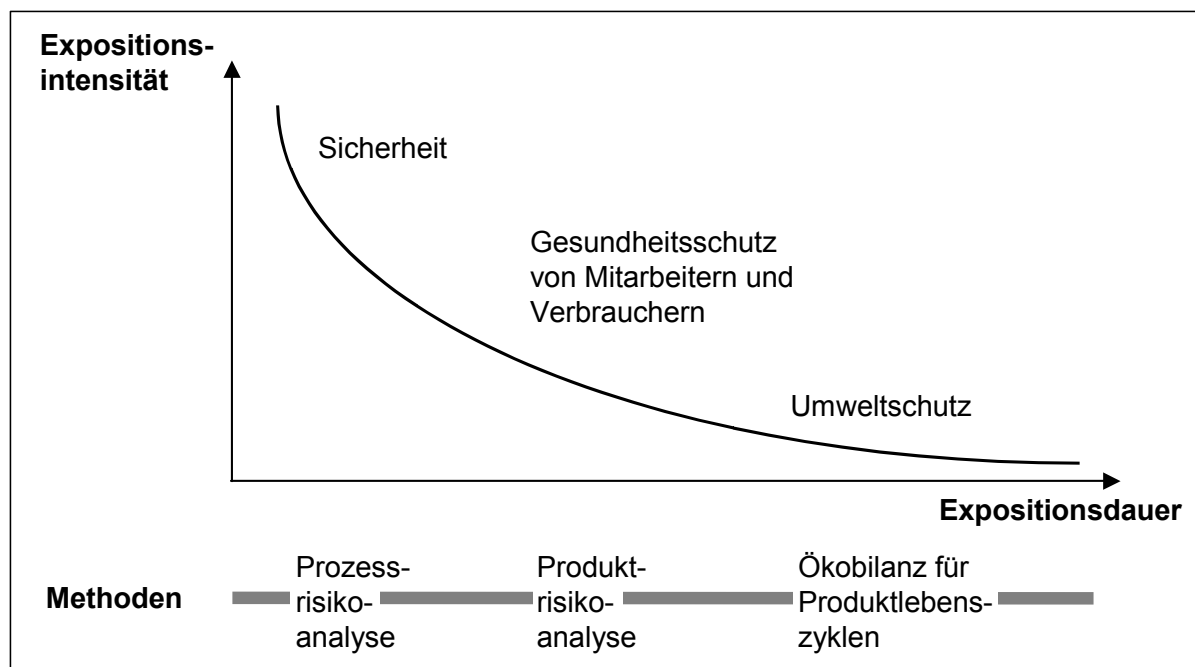 Expositions-
intensität
Sicherheit
Gesundheitsschutz
von Mitarbeitern und
Verbrauchern
Umweltschutz
Expositionsdauer
Methoden
Prozess-
risiko-
analyse
Produkt-
risiko-
analyse
Ökobilanz für
Produktlebens-
zyklen